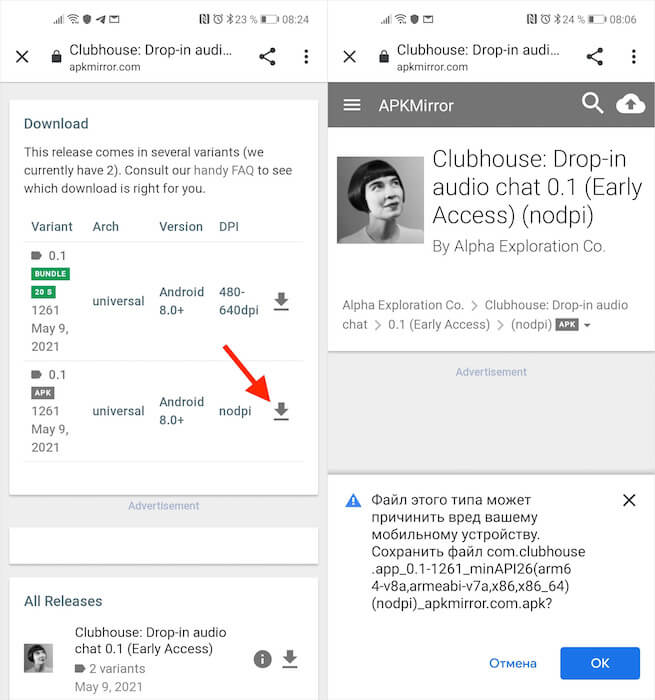 23 % 08:24
Clubhouse: Drop-in audi...
apkmirror.com
Download
This release comes in several variants (we
currently have 2). Consult our handy FAQ to see
which download is right for you.
Variant Arch Version DPI
0.1
BUNDLE
20 S
1261
May 9,
2021
universal
Android
8.0+
480-
640dpi
0.1
APK
1261
May 9,
2021
universal
Android
8.0+
nodpi
Advertisement
All Releases
Clubhouse: Drop-in audio
chat 0.1 (Early Access)
2 variants
May 9, 2021
24 % 08:06
Clubhouse: Drop-in audi...
apkmirror.com
APKMirror
Clubhouse: Drop-in
audio chat 0.1 (Early
Access) (nodpi)
By Alpha Exploration Co.
Alpha Exploration Co. > Clubhouse: Drop-in audio
chat > 0.1 (Early Access) > (nodpi) APK
Advertisement
Файл этого типа может
причинить вред вашему
мобильному устройству.
Сохранить файл com.clubhouse
.app_0.1-1261_minAPI26(arm6
4-v8a,armeabi-v7a,x86,x86_64)
(nodpi)_apkmirror.com.apk?
Отмена
OK